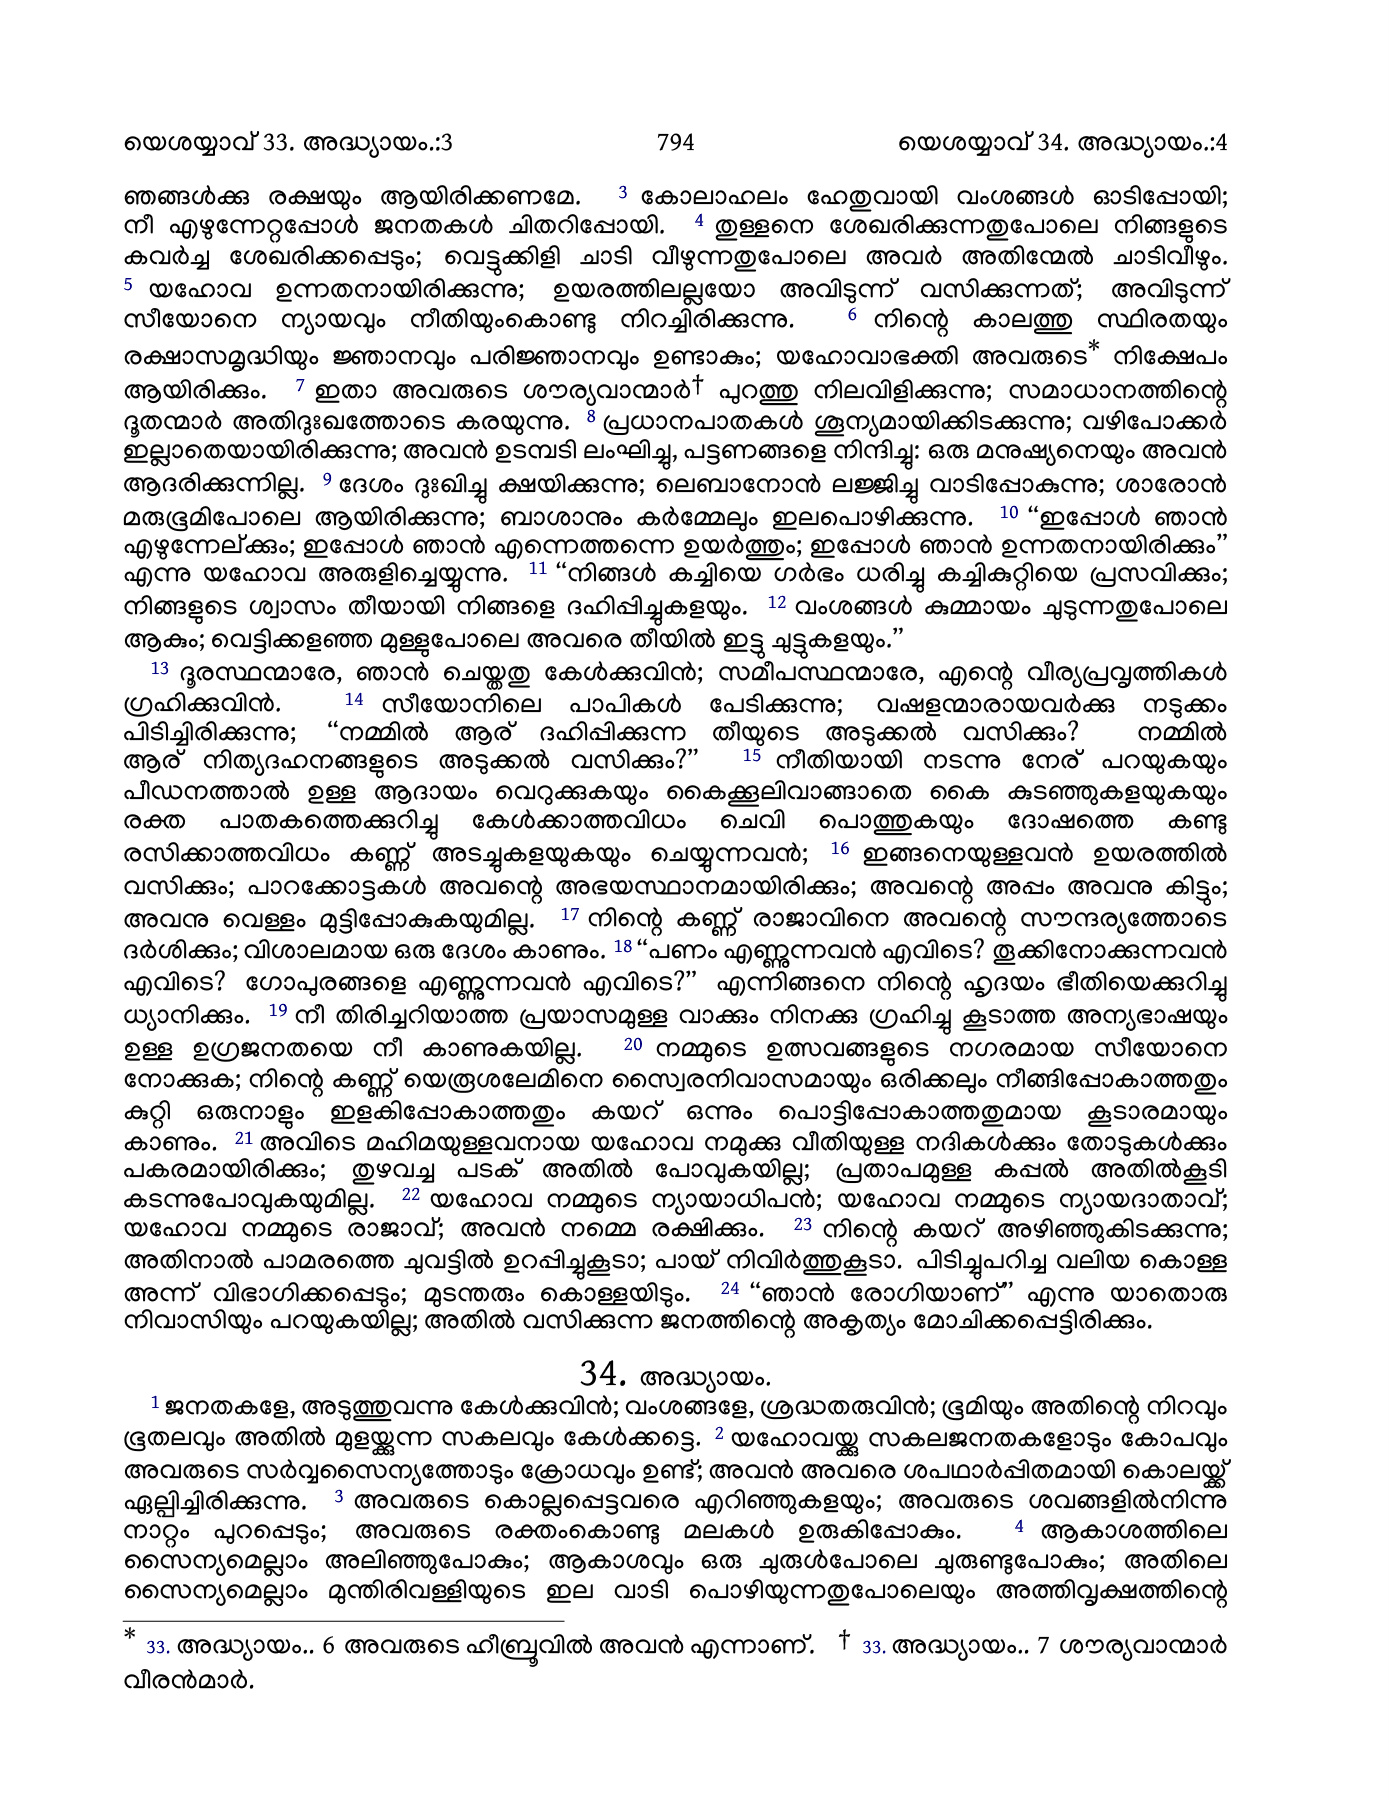 യെശയ്യാവ് 33. അദ്ധ്യായം.:3 794 യെശയ്യാവ് 34. അദ്ധ്യായം.:4
ഞങ്ങൾക്കു രക്ഷയും ആയിരിക്കണമേ. 3 കോലാഹലം ഹേതുവായി വംശങ്ങൾ ഓടിപ്പോയി;
നീ എഴുന്നേറ്റപ്പോൾ ജനതകൾ ചിതറിപ്പോയി. 4 തുള്ളനെ ശേഖരിക്കുന്നതുപോലെ നിങ്ങളുടെ
കവർച്ച ശേഖരിക്കപ്പെടും; വെട്ടുക്കിളി ചാടി വീഴുന്നതുപോലെ അവർ അതിന്മേൽ ചാടിവീഴും.
5 യഹോവ ഉന്നതനായിരിക്കുന്നു; ഉയരത്തിലല്ലയോ അവിടുന്ന് വസിക്കുന്നത്; അവിടുന്ന്
സീയോനെ ന്യായവും നീതിയുംകൊണ്ടു നിറച്ചിരിക്കുന്നു. 6 നിന്റെ കാലത്തു സ്ഥിരതയും
രക്ഷാസമൃദ്ധിയും ജ്ഞാനവും പരിജ്ഞാനവും ഉണ്ടാകും; യഹോവാഭക്തി അവരുടെ* നിക്ഷേപം
ആയിരിക്കും. 7 ഇതാ അവരുടെ ശൗര്യവാന്മാർ† പുറത്തു നിലവിളിക്കുന്നു; സമാധാനത്തിന്റെ
ദൂതന്മാർ അതിദുഃഖത്തോടെ കരയുന്നു. 8 പ്രധാനപാതകൾ ശൂന്യമായിക്കിടക്കുന്നു; വഴിപോക്കർ
ഇല്ലാതെയായിരിക്കുന്നു; അവൻ ഉടമ്പടി ലംഘിച്ചു, പട്ടണങ്ങളെ നിന്ദിച്ചു: ഒരു മനുഷ്യനെയും അവൻ
ആദരിക്കുന്നില്ല. 9 ദേശം ദുഃഖിച്ചു ക്ഷയിക്കുന്നു; ലെബാനോൻ ലജ്ജിച്ചു വാടിപ്പോകുന്നു; ശാരോൻ
മരുഭൂമിപോലെ ആയിരിക്കുന്നു; ബാശാനും കർമ്മേലും ഇലപൊഴിക്കുന്നു. 10 “ഇപ്പോൾ ഞാൻ
എഴുന്നേല്ക്കും; ഇപ്പോൾ ഞാൻ എന്നെത്തന്നെ ഉയർത്തും; ഇപ്പോൾ ഞാൻ ഉന്നതനായിരിക്കും”
എന്നു യഹോവ അരുളിച്ചെയ്യുന്നു. 11 “നിങ്ങൾ കച്ചിയെ ഗർഭം ധരിച്ചു കച്ചികുറ്റിയെ പ്രസവിക്കും;
നിങ്ങളുടെ ശ്വാസം തീയായി നിങ്ങളെ ദഹിപ്പിച്ചുകളയും. 12 വംശങ്ങൾ കുമ്മായം ചുടുന്നതുപോലെ
ആകും; വെട്ടിക്കളഞ്ഞ മുള്ളുപോലെ അവരെ തീയിൽ ഇട്ടു ചുട്ടുകളയും.”
13 ദൂരസ്ഥന്മാരേ, ഞാൻ ചെയ്തതു കേൾക്കുവിൻ; സമീപസ്ഥന്മാരേ, എന്റെ വീര്യപ്രവൃത്തികൾ
ഗ്രഹിക്കുവിൻ. 14 സീയോനിലെ പാപികൾ പേടിക്കുന്നു; വഷളന്മാരായവർക്കു നടുക്കം
പിടിച്ചിരിക്കുന്നു; “നമ്മിൽ ആര് ദഹിപ്പിക്കുന്ന തീയുടെ അടുക്കൽ വസിക്കും? നമ്മിൽ
ആര് നിത്യദഹനങ്ങളുടെ അടുക്കൽ വസിക്കും?” 15 നീതിയായി നടന്നു നേര് പറയുകയും
പീഡനത്താൽ ഉള്ള ആദായം വെറുക്കുകയും കൈക്കൂലിവാങ്ങാതെ കൈ കുടഞ്ഞുകളയുകയും
രക്ത പാതകത്തെക്കുറിച്ചു കേൾക്കാത്തവിധം ചെവി പൊത്തുകയും ദോഷത്തെ കണ്ടു
രസിക്കാത്തവിധം കണ്ണ് അടച്ചുകളയുകയും ചെയ്യുന്നവൻ; 16 ഇങ്ങനെയുള്ളവൻ ഉയരത്തിൽ
വസിക്കും; പാറക്കോട്ടകൾ അവന്റെ അഭയസ്ഥാനമായിരിക്കും; അവന്റെ അപ്പം അവനു കിട്ടും;
അവനു വെള്ളം മുട്ടിപ്പോകുകയുമില്ല. 17 നിന്റെ കണ്ണ് രാജാവിനെ അവന്റെ സൗന്ദര്യത്തോടെ
ദർശിക്കും; വിശാലമായ ഒരു ദേശം കാണും. 18 “പണം എണ്ണുന്നവൻ എവിടെ? തൂക്കിനോക്കുന്നവൻ
എവിടെ? ഗോപുരങ്ങളെ എണ്ണുന്നവൻ എവിടെ?” എന്നിങ്ങനെ നിന്റെ ഹൃദയം ഭീതിയെക്കുറിച്ചു
ധ്യാനിക്കും. 19 നീ തിരിച്ചറിയാത്ത പ്രയാസമുള്ള വാക്കും നിനക്കു ഗ്രഹിച്ചു കൂടാത്ത അന്യഭാഷയും
ഉള്ള ഉഗ്രജനതയെ നീ കാണുകയില്ല. 20 നമ്മുടെ ഉത്സവങ്ങളുടെ നഗരമായ സീയോനെ
നോക്കുക; നിന്റെ കണ്ണ് യെരൂശലേമിനെ സ്വൈരനിവാസമായും ഒരിക്കലും നീങ്ങിപ്പോകാത്തതും
കുറ്റി ഒരുനാളും ഇളകിപ്പോകാത്തതും കയറ് ഒന്നും പൊട്ടിപ്പോകാത്തതുമായ കൂടാരമായും
കാണും. 21 അവിടെ മഹിമയുള്ളവനായ യഹോവ നമുക്കു വീതിയുള്ള നദികൾക്കും തോടുകൾക്കും
പകരമായിരിക്കും; തുഴവച്ച പടക് അതിൽ പോവുകയില്ല; പ്രതാപമുള്ള കപ്പൽ അതിൽകൂടി
കടന്നുപോവുകയുമില്ല. 22 യഹോവ നമ്മുടെ ന്യായാധിപൻ; യഹോവ നമ്മുടെ ന്യായദാതാവ്;
യഹോവ നമ്മുടെ രാജാവ്; അവൻ നമ്മെ രക്ഷിക്കും. 23 നിന്റെ കയറ് അഴിഞ്ഞുകിടക്കുന്നു;
അതിനാൽ പാമരത്തെ ചുവട്ടിൽ ഉറപ്പിച്ചുകൂടാ; പായ് നിവിർത്തുകൂടാ. പിടിച്ചുപറിച്ച വലിയ കൊള്ള
അന്ന് വിഭാഗിക്കപ്പെടും; മുടന്തരും കൊള്ളയിടും. 24 “ഞാൻ രോഗിയാണ്” എന്നു യാതൊരു
നിവാസിയും പറയുകയില്ല; അതിൽ വസിക്കുന്ന ജനത്തിന്റെ അകൃത്യം മോചിക്കപ്പെട്ടിരിക്കും.
34. അദ്ധ്യായം.
1 ജനതകളേ, അടുത്തുവന്നു കേൾക്കുവിൻ; വംശങ്ങളേ, ശ്രദ്ധതരുവിൻ; ഭൂമിയും അതിന്റെ നിറവും
ഭൂതലവും അതിൽ മുളയ്ക്കുന്ന സകലവും കേൾക്കട്ടെ. 2 യഹോവയ്ക്കു സകലജനതകളോടും കോപവും
അവരുടെ സർവ്വസൈന്യത്തോടും ക്രോധവും ഉണ്ട്; അവൻ അവരെ ശപഥാർപ്പിതമായി കൊലയ്ക്ക്
ഏല്പിച്ചിരിക്കുന്നു. 3 അവരുടെ കൊല്ലപ്പെട്ടവരെ എറിഞ്ഞുകളയും; അവരുടെ ശവങ്ങളിൽനിന്നു
നാറ്റം പുറപ്പെടും; അവരുടെ രക്തംകൊണ്ടു മലകൾ ഉരുകിപ്പോകും. 4 ആകാശത്തിലെ
സൈന്യമെല്ലാം അലിഞ്ഞുപോകും; ആകാശവും ഒരു ചുരുൾപോലെ ചുരുണ്ടുപോകും; അതിലെ
സൈന്യമെല്ലാം മുന്തിരിവള്ളിയുടെ ഇല വാടി പൊഴിയുന്നതുപോലെയും അത്തിവൃക്ഷത്തിന്റെ
* 33. അദ്ധ്യായം.. 6 അവരുടെ ഹീബ്രൂവിൽ അവൻ എന്നാണ്. † 33. അദ്ധ്യായം.. 7 ശൗര്യവാന്മാർ
വീരൻമാർ.